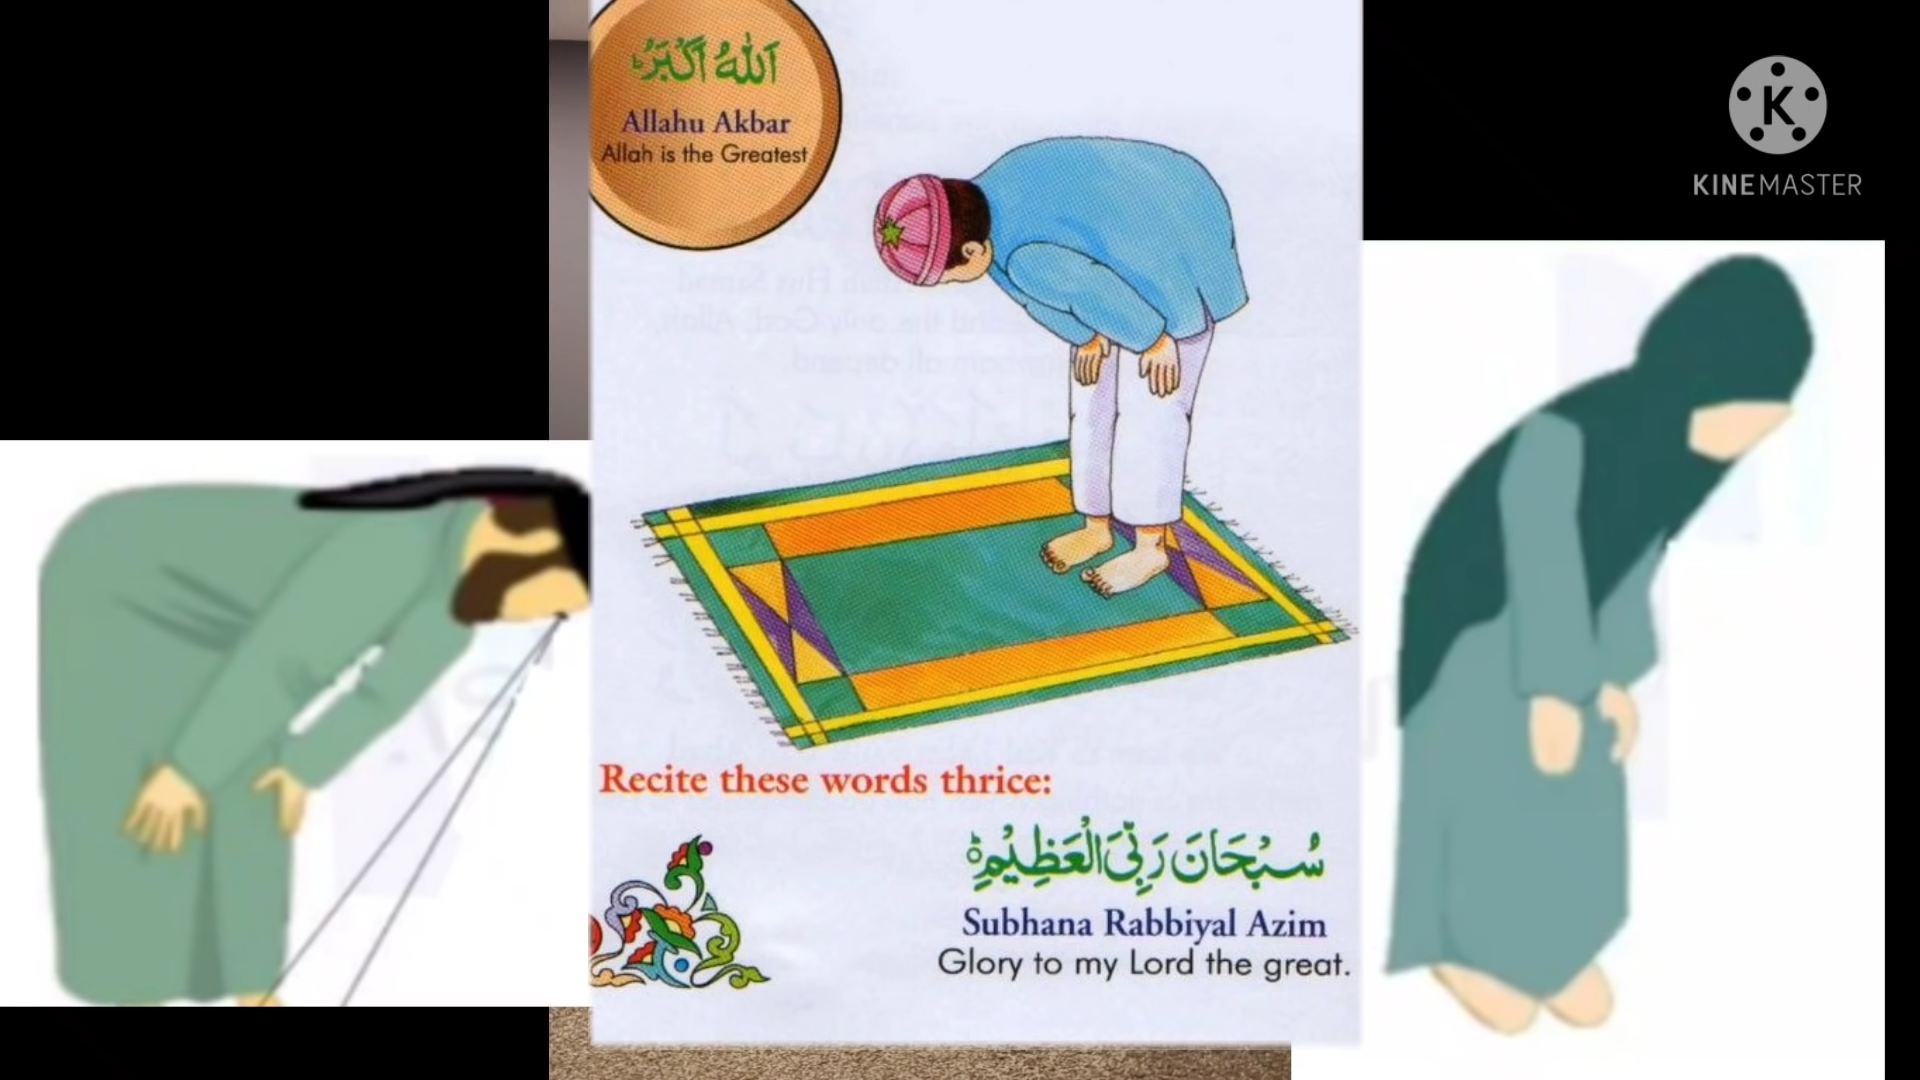 اَللّٰهُ اَكْبَرُ
Allahu Akbar
Allah is the Greatest
KINEMASTER
Recite these words thrice:
سُبْحَانَ رَبِّیَ الْعَظِیْمِ
Subhana Rabbiyal Azim
Glory to my Lord the great.